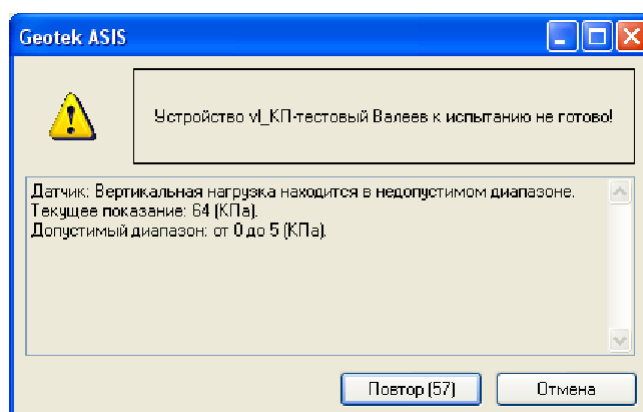 Geotek ASIS
Устройство vl_КП-тестовый Валеев к испытанию не готово!
Датчик: Вертикальная нагрузка находится в недопустимом диапазоне.
Текущее показание: 64 (КПа).
Допустимый диапазон: от 0 до 5 (КПа).
Повтор (57)
Отмена